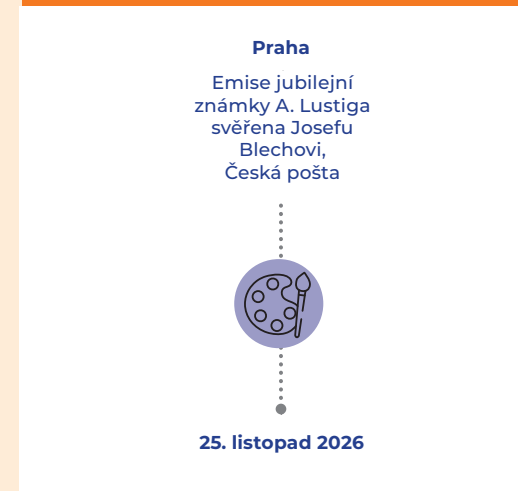 Praha
Emise jubilejní
známky A. Lustiga
svěřena Josefu
Blechovi,
Česká pošta
25. listopad 2026